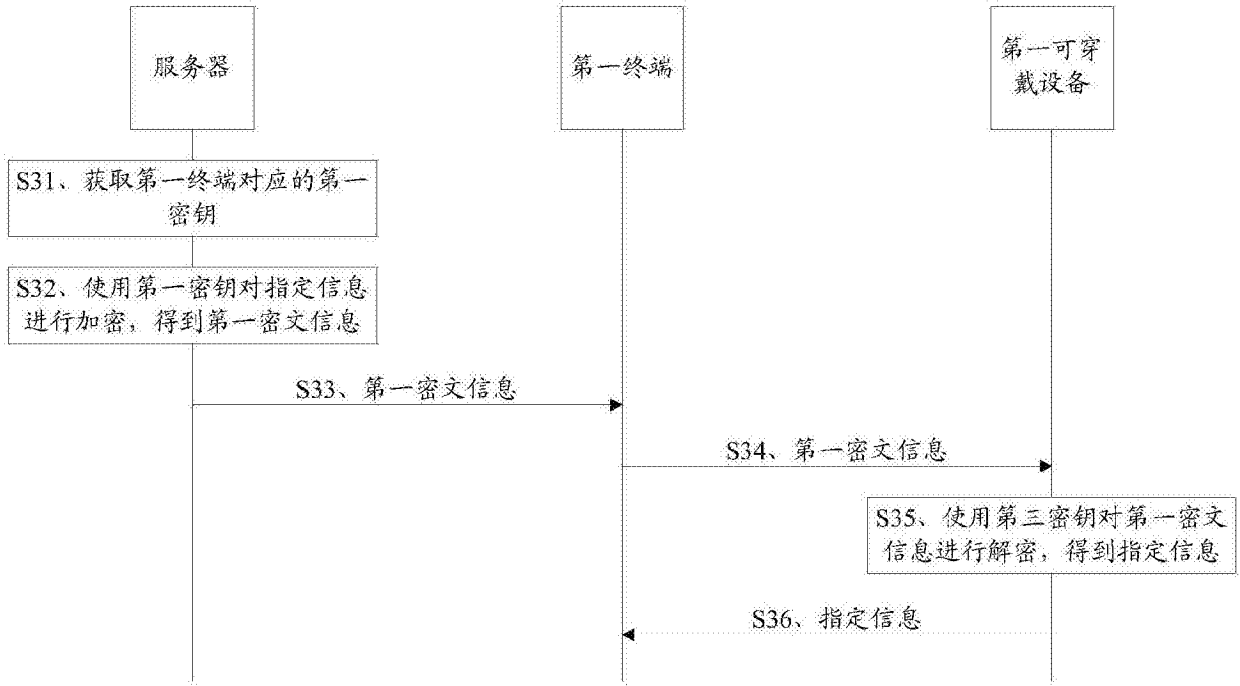 服务器
第一终端
第一可穿
戴设备
S31、获取第一终端对应的第一
密钥
S32、使用第一密钥对指定信息
进行加密，得到第一密文信息
S33、第一密文信息
S34、第一密文信息
S35、使用第三密钥对第一密文
信息进行解密，得到指定信息
S36、指定信息